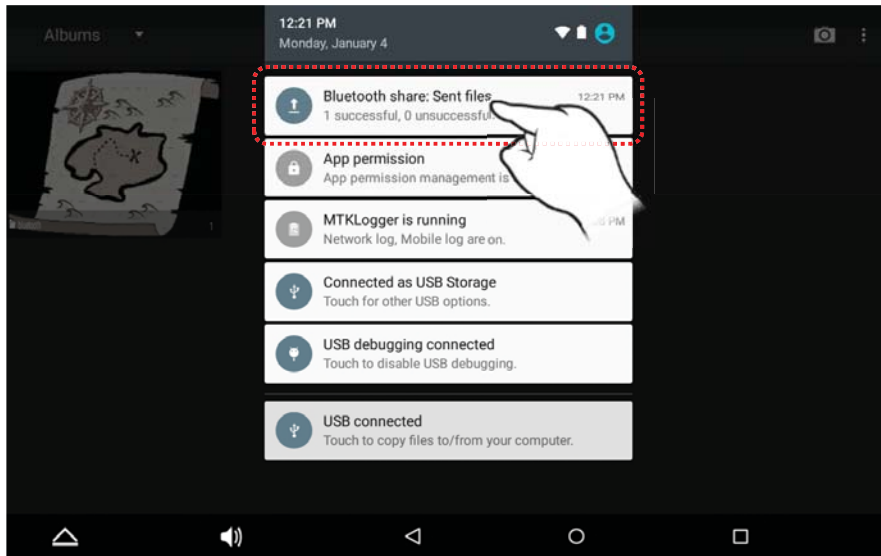 Albums
12:21 PM
Monday, January 4
Bluetooth share: Sent files
12:21 PM
1 successful, 0 unsuccessful.
App permission
App permission management is
MTKLogger is running
PM
Network log, Mobile log are on.
Connected as USB Storage
Touch for other USB options.
USB debugging connected
Touch to disable USB debugging.
USB connected
Touch to copy files to/from your computer.
1